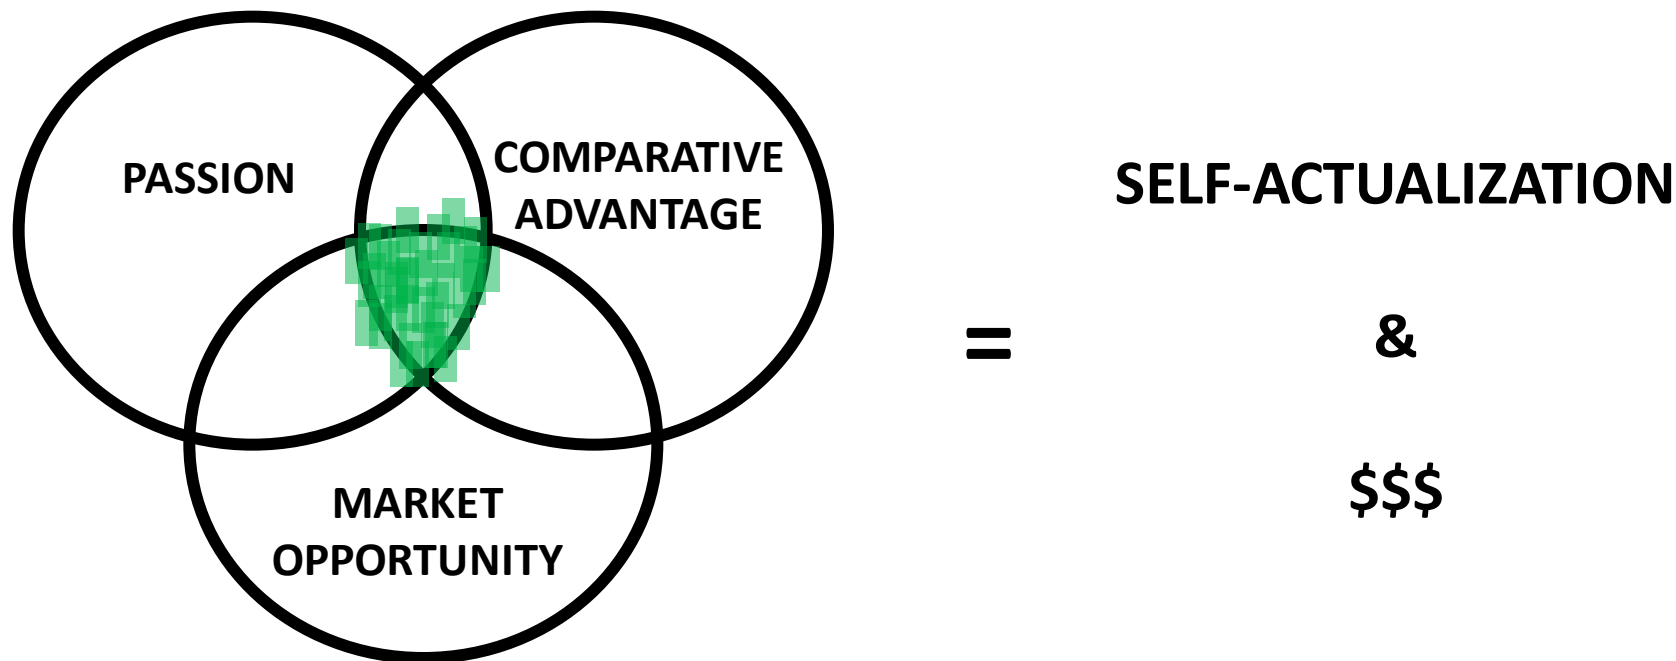 PASSION
COMPARATIVE
ADVANTAGE
MARKET
OPPORTUNITY
=
SELF-ACTUALIZATION
&
$$$